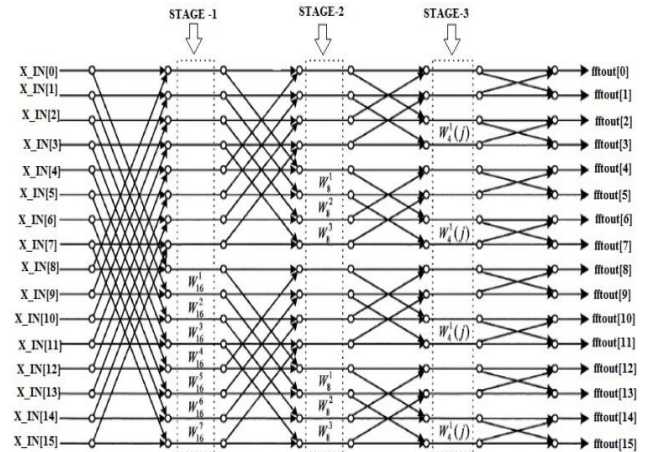 STAGE -1 STAGE-2 STAGE-3
X_IN[0] fftout[0]
X_IN[1] fftout[1]
X_IN[2] fftout[2]
X_IN[3] W_4^1(j) fftout[3]
X_IN[4] fftout[4]
X_IN[5] W_8^1 fftout[5]
X_IN[6] W_8^2 fftout[6]
X_IN[7] W_8^3 W_4^1(j) fftout[7]
X_IN[8] fftout[8]
X_IN[9] W_16^1 fftout[9]
X_IN[10] W_16^2 fftout[10]
X_IN[11] W_16^3 W_4^1(j) fftout[11]
X_IN[12] W_16^4 fftout[12]
X_IN[13] W_16^5 W_8^1 fftout[13]
X_IN[14] W_16^6 W_8^2 fftout[14]
X_IN[15] W_16^7 W_8^3 W_4^1(j) fftout[15]